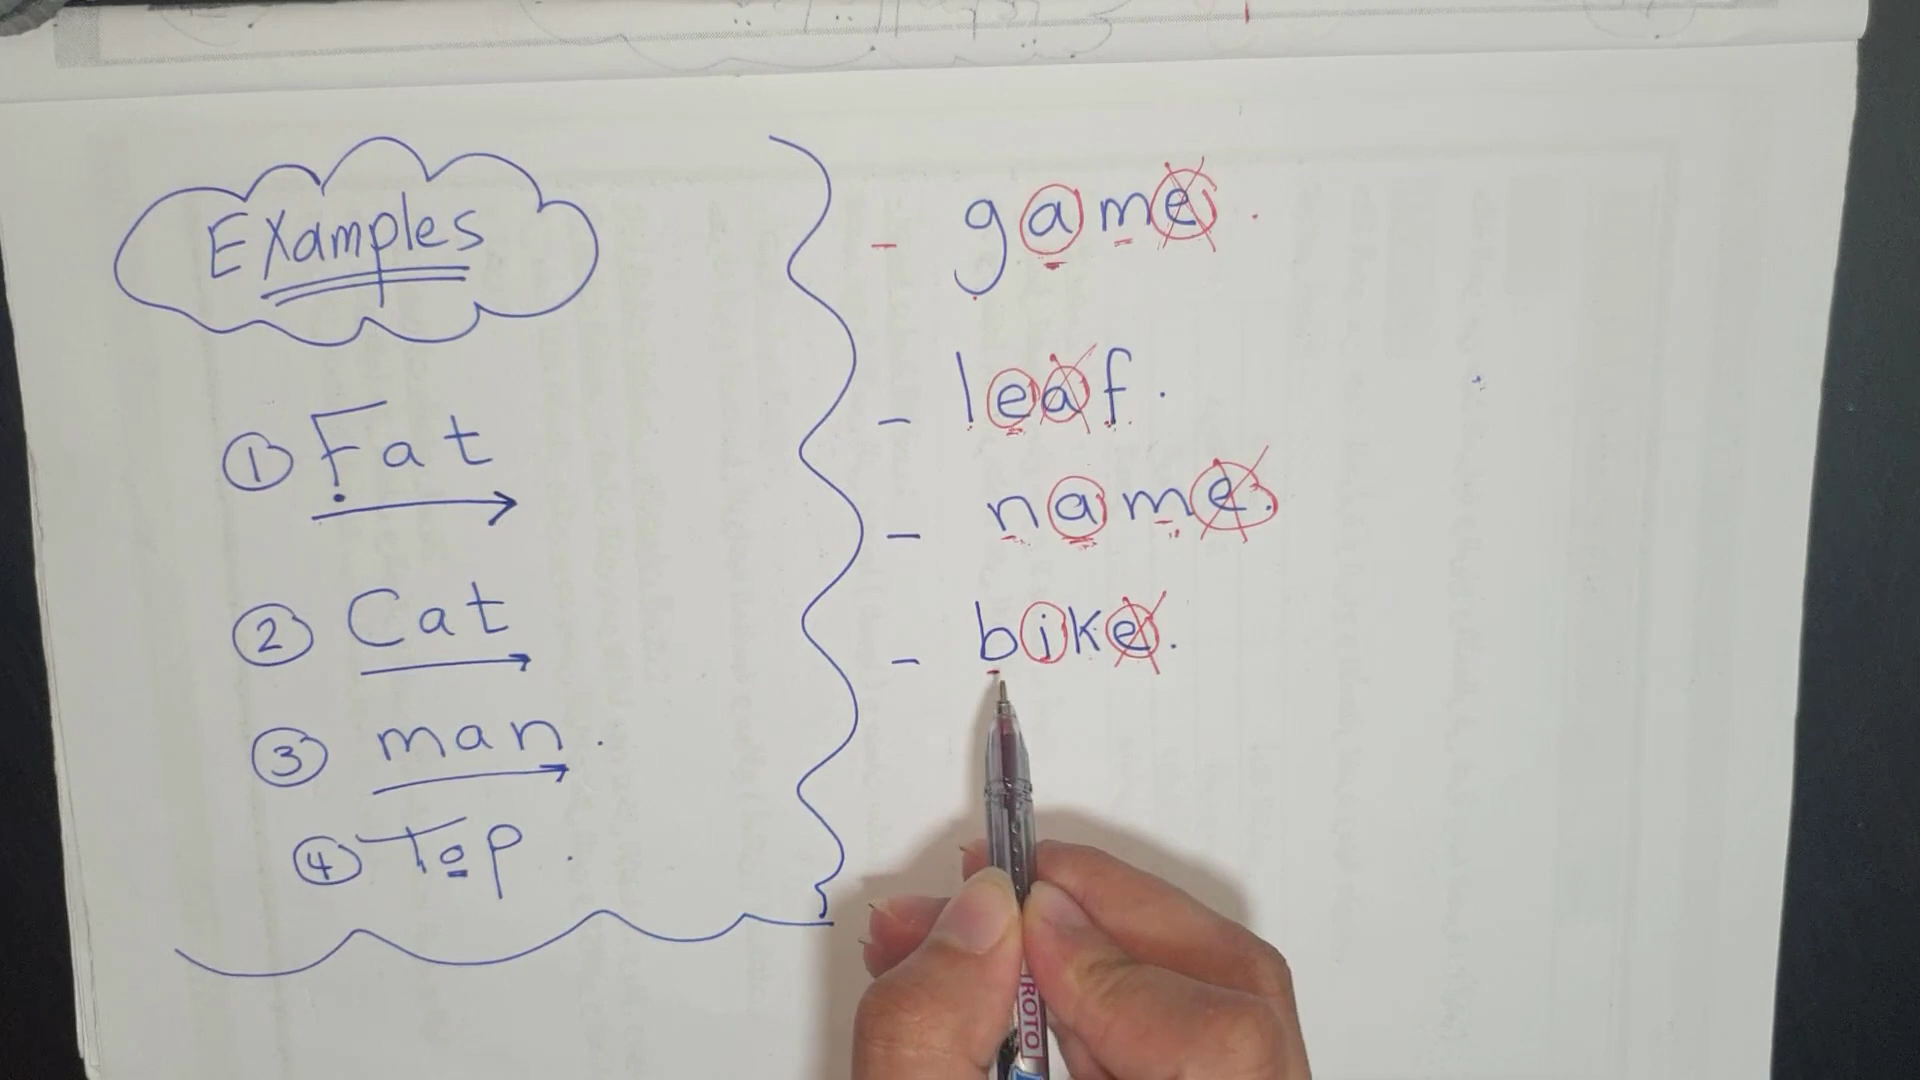 Examples
① Fat
② Cat
③ man.
④ Top.
- game.
- leaf.
- name.
- bike.
ROTO